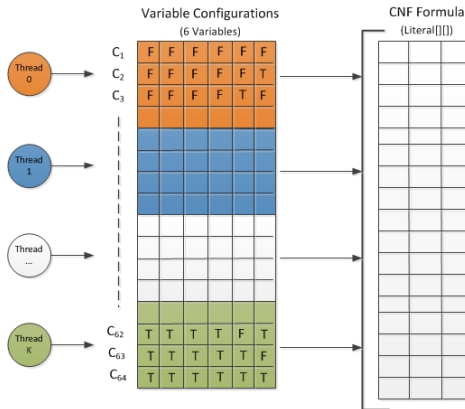 Variable Configurations
(6 Variables)
CNF Formula
(Literal[][])
C1 F F F F F F
C2 F F F F F T
C3 F F F F T F
Thread
0
Thread
1
Thread
...
Thread
K
C62 T T T T F T
C63 T T T T T F
C64 T T T T T T